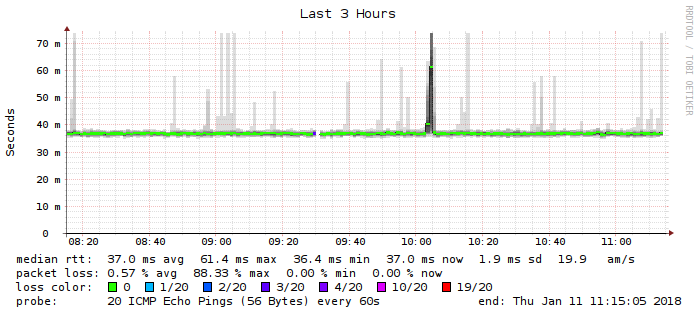 Last 3 Hours
RRDTOOL / TOBI OETIKER
Seconds
70 m
60 m
50 m
40 m
30 m
20 m
10 m
0
08:20 08:40 09:00 09:20 09:40 10:00 10:20 10:40 11:00
median rtt: 37.0 ms avg 61.4 ms max 36.4 ms min 37.0 ms now 1.9 ms sd 19.9 am/s
packet loss: 0.57 % avg 88.33 % max 0.00 % min 0.00 % now
loss color: 0 1/20 2/20 3/20 4/20 10/20 19/20
probe: 20 ICMP Echo Pings (56 Bytes) every 60s end: Thu Jan 11 11:15:05 2018